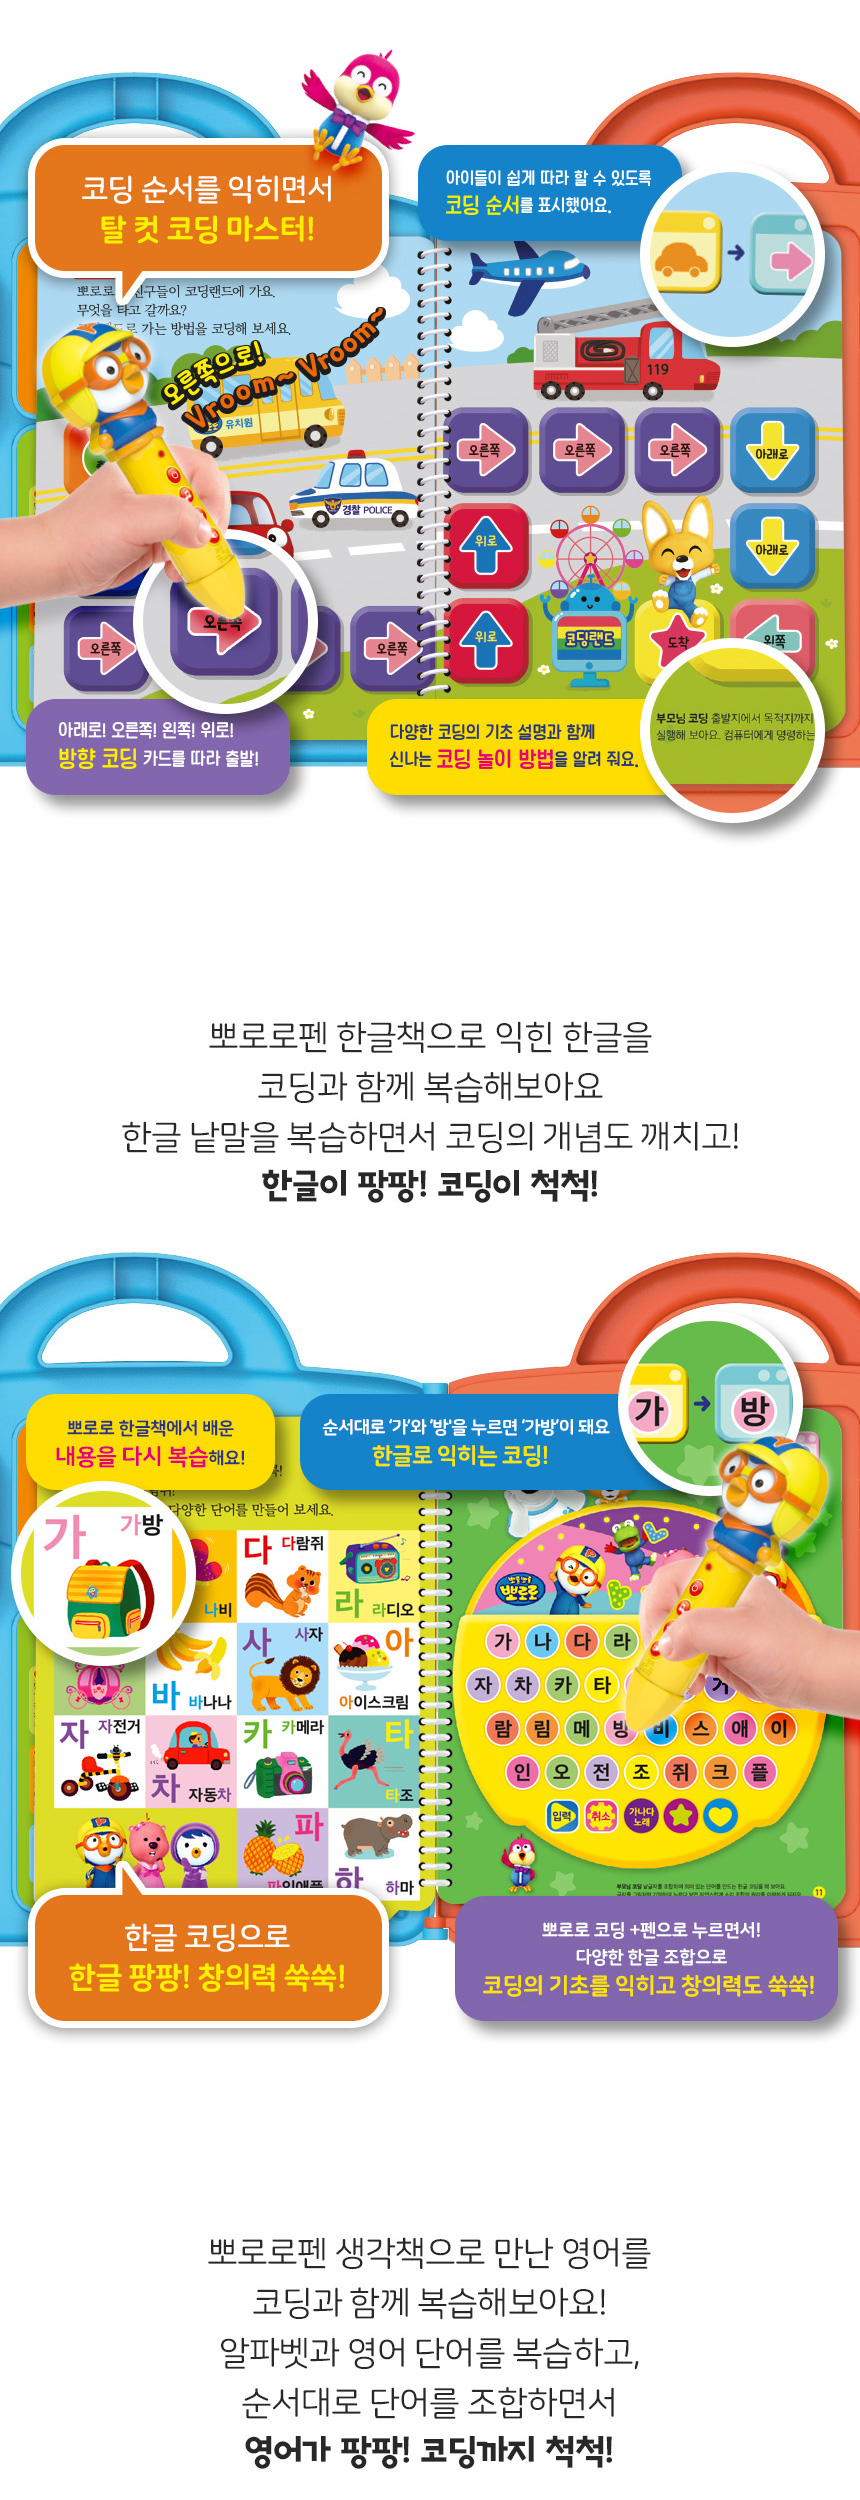 코딩 순서를 익히면서
탈 것 코딩 마스터!
아이들이 쉽게 따라 할 수 있도록
코딩 순서를 표시했어요.
뽀로로 친구들이 코딩랜드에 가요.
무엇을 타고 갈까요?
로 가는 방법을 코딩해 보세요.
오른쪽으로!
Vroom~ Vroom~
유치원
경찰 POLICE
119
오른쪽 오른쪽 오른쪽 아래로
위로 아래로
오른쪽 오른쪽 오른쪽 위로 코딩랜드 도착 왼쪽
아래로! 오른쪽! 왼쪽! 위로!
방향 코딩 카드를 따라 출발!
다양한 코딩의 기초 설명과 함께
신나는 코딩 놀이 방법을 알려 줘요.
부모님 코딩 출발지에서 목적지까지
실행해 보아요. 컴퓨터에게 명령하는
뽀로로펜 한글책으로 익힌 한글을
코딩과 함께 복습해보아요
한글 낱말을 복습하면서 코딩의 개념도 깨치고!
한글이 팡팡! 코딩이 척척!
뽀로로 한글책에서 배운
내용을 다시 복습해요!
순서대로 '가'와 '방'을 누르면 '가방'이 돼요
한글로 익히는 코딩!
가 방
다양한 단어를 만들어 보세요.
가 가방
나비
다 다람쥐
라 라디오
바 바나나
사 사자
아 아이스크림
자 자전거
차 자동차
카 카메라
타 타조
파 파인애플
하 하마
뽀로로
가 나 다 라
자 차 카 타 거
람 림 메 방 비 스 애 이
인 오 전 조 쥐 크 플
입력 취소 가나다 노래
11
한글 코딩으로
한글 팡팡! 창의력 쑥쑥!
뽀로로 코딩 +펜으로 누르면서!
다양한 한글 조합으로
코딩의 기초를 익히고 창의력도 쑥쑥!
뽀로로펜 생각책으로 만난 영어를
코딩과 함께 복습해보아요!
알파벳과 영어 단어를 복습하고,
순서대로 단어를 조합하면서
영어가 팡팡! 코딩까지 척척!